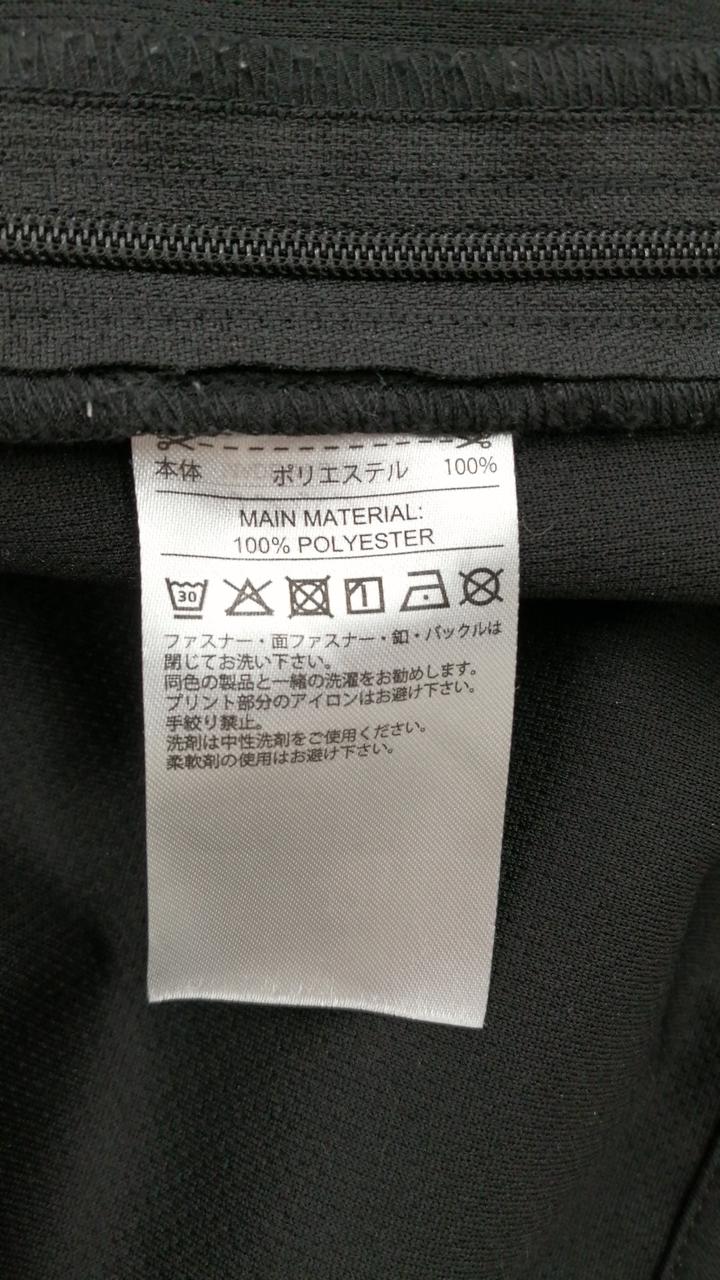 本体 ポリエステル 100%
MAIN MATERIAL:
100% POLYESTER
30 1
ファスナー・面ファスナー・釦・バックルは
閉じてお洗い下さい。
同色の製品と一緒の洗濯をお勧めします。
プリント部分のアイロンはお避け下さい。
手絞り禁止。
洗剤は中性洗剤をご使用ください。
柔軟剤の使用はお避け下さい。